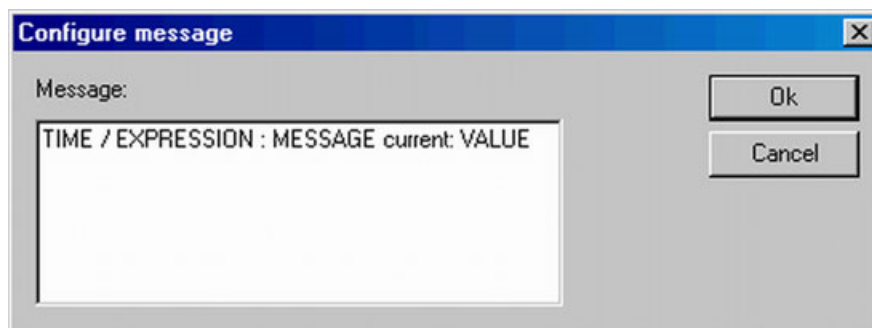 Configure message
Message:
TIME / EXPRESSION : MESSAGE current: VALUE
Ok
Cancel